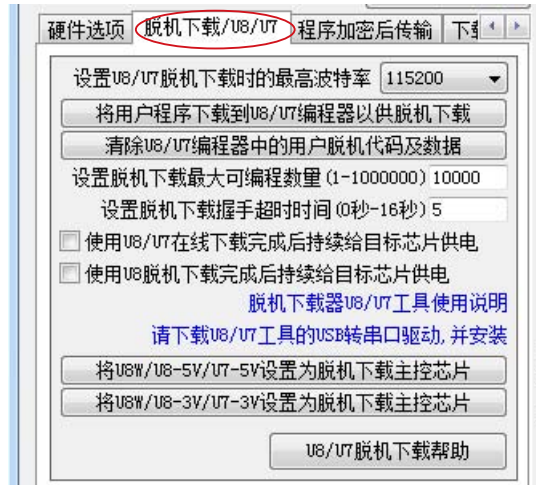 硬件选项 脱机下载/U8/U7 程序加密后传输
设置U8/U7脱机下载时的最高波特率 115200
将用户程序下载到U8/U7编程器以供脱机下载
清除U8/U7编程器中的用户脱机代码及数据
设置脱机下载最大可编程数量(1-1000000) 10000
设置脱机下载握手超时时间(0秒-16秒) 5
使用U8/U7在线下载完成后持续给目标芯片供电
使用U8脱机下载完成后持续给目标芯片供电
脱机下载器U8/U7工具使用说明
请下载U8/U7工具的USB转串口驱动,并安装
将U8W/U8-5V/U7-5V设置为脱机下载主控芯片
将U8W/U8-3V/U7-3V设置为脱机下载主控芯片
U8/U7脱机下载帮助